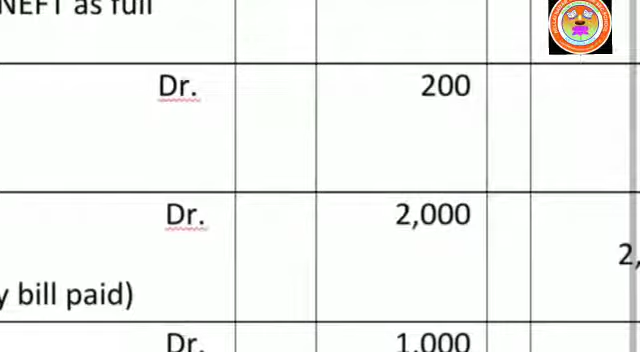 NEFT as full
Dr. 200
Dr. 2,000
2,
y bill paid)
Dr. 1,000